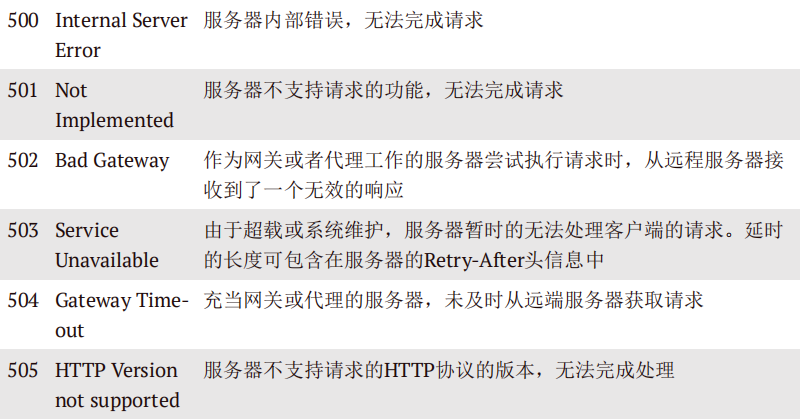 500 Internal Server 服务器内部错误，无法完成请求
Error
501 Not 服务器不支持请求的功能，无法完成请求
Implemented
502 Bad Gateway 作为网关或者代理工作的服务器尝试执行请求时，从远程服务器接
收到了一个无效的响应
503 Service 由于超载或系统维护，服务器暂时的无法处理客户端的请求。延时
Unavailable 的长度可包含在服务器的Retry-After头信息中
504 Gateway Time- 充当网关或代理的服务器，未及时从远端服务器获取请求
out
505 HTTP Version 服务器不支持请求的HTTP协议的版本，无法完成处理
not supported